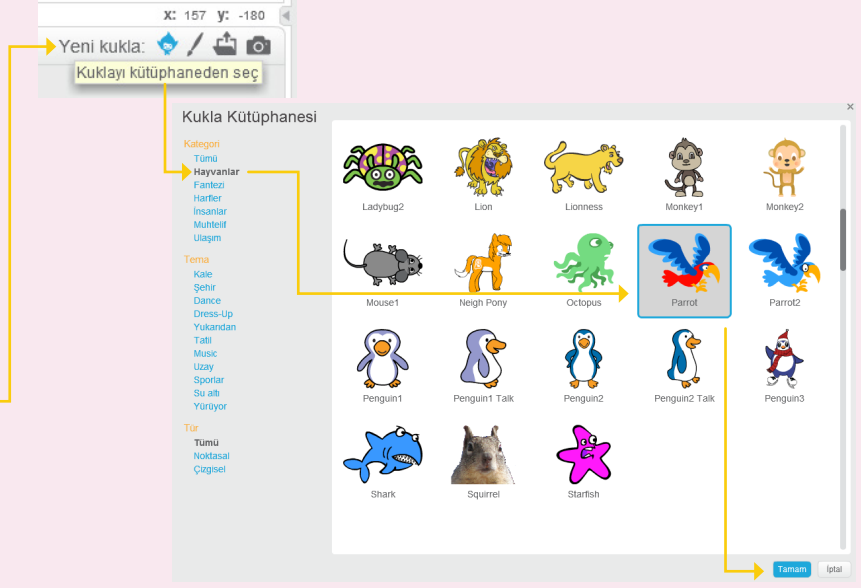 x: 157 y: -180
Yeni kukla:
Kuklayı kütüphaneden seç
Kukla Kütüphanesi
Kategori
Tümü
Hayvanlar
Fantezi
Harfler
İnsanlar
Muhtelif
Ulaşım
Tema
Kale
Şehir
Dance
Dress-Up
Yukarıdan
Tatil
Music
Uzay
Sporlar
Su altı
Yürüyor
Tür
Tümü
Noktasal
Çizgisel
Ladybug2 Lion Lionness Monkey1 Monkey2
Mouse1 Neigh Pony Octopus Parrot Parrot2
Penguin1 Penguin1 Talk Penguin2 Penguin2 Talk Penguin3
Shark Squirrel Starfish
Tamam İptal